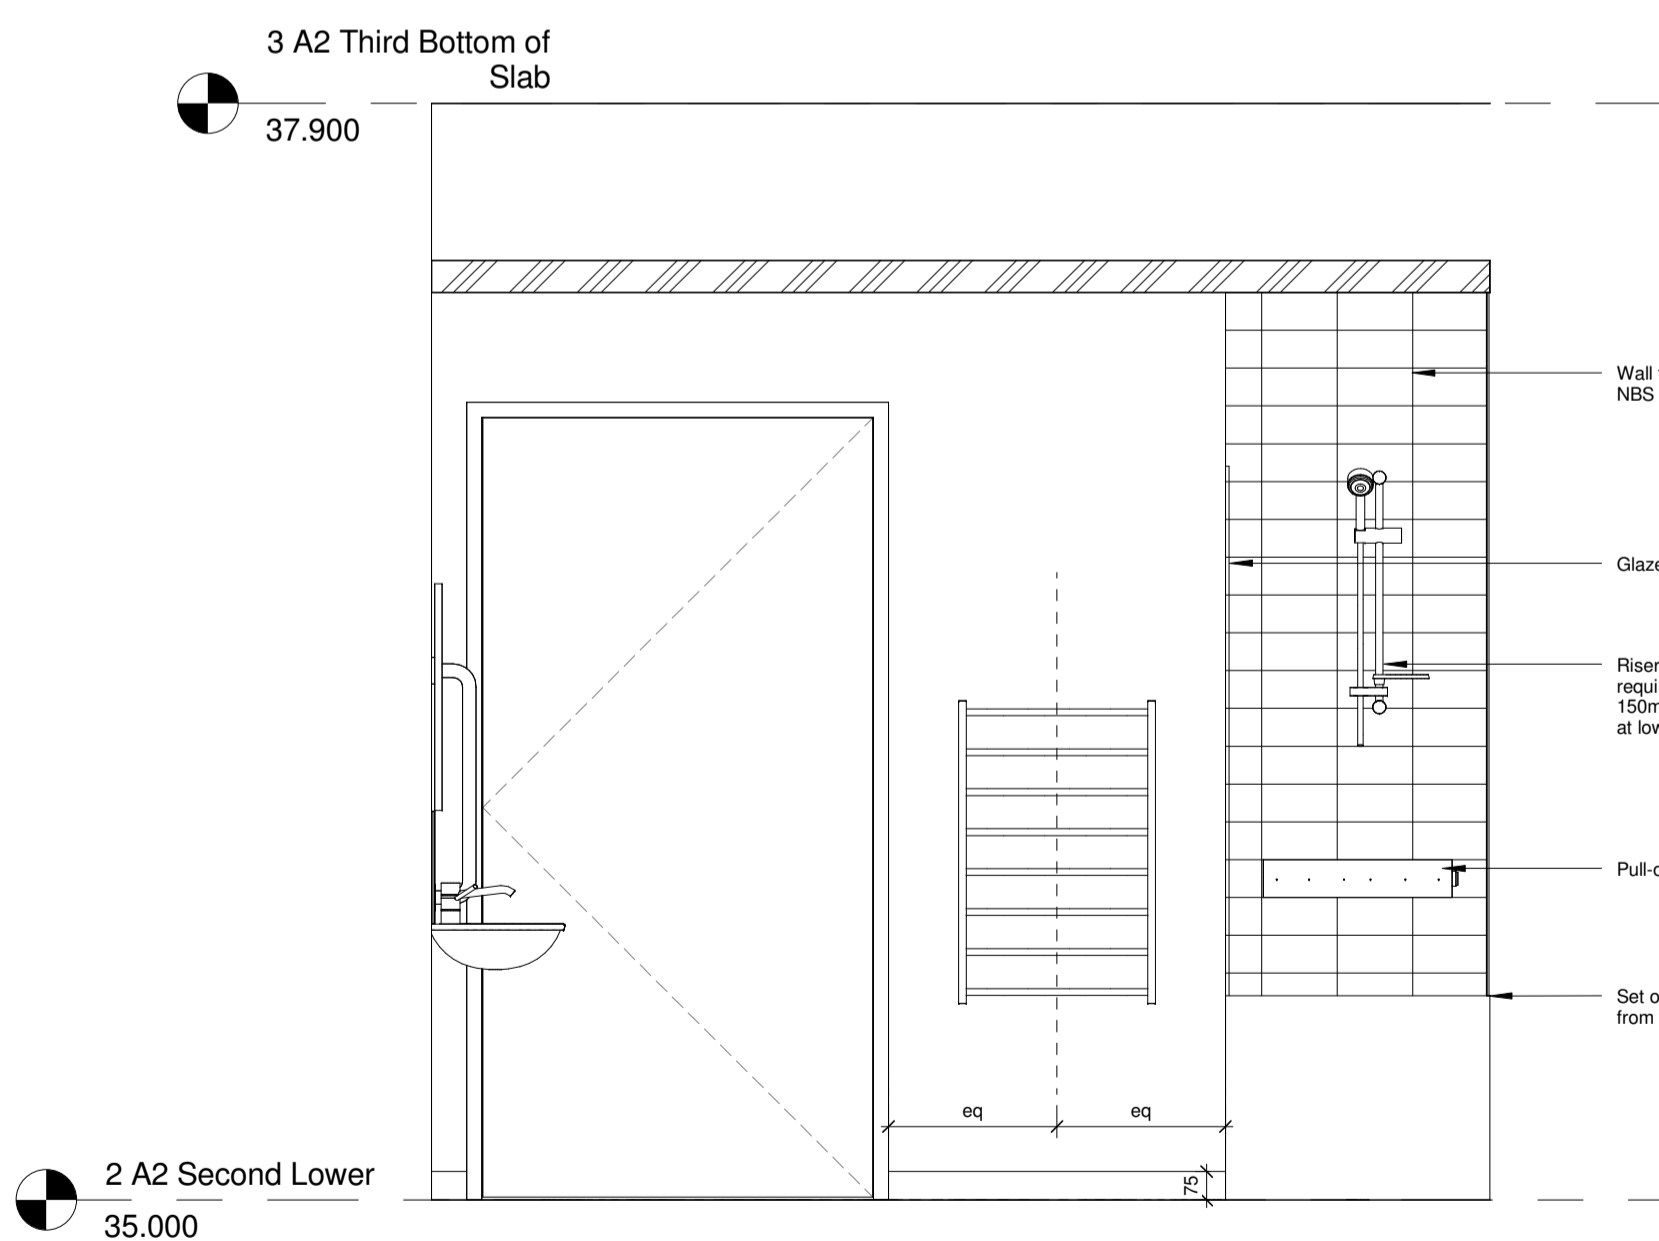 3 A2 Third Bottom of
Slab
37.900
Wall
NBS
Glaze
Riser
requi
150m
at low
Pull-o
Set o
from
eq
eq
75
2 A2 Second Lower
35.000